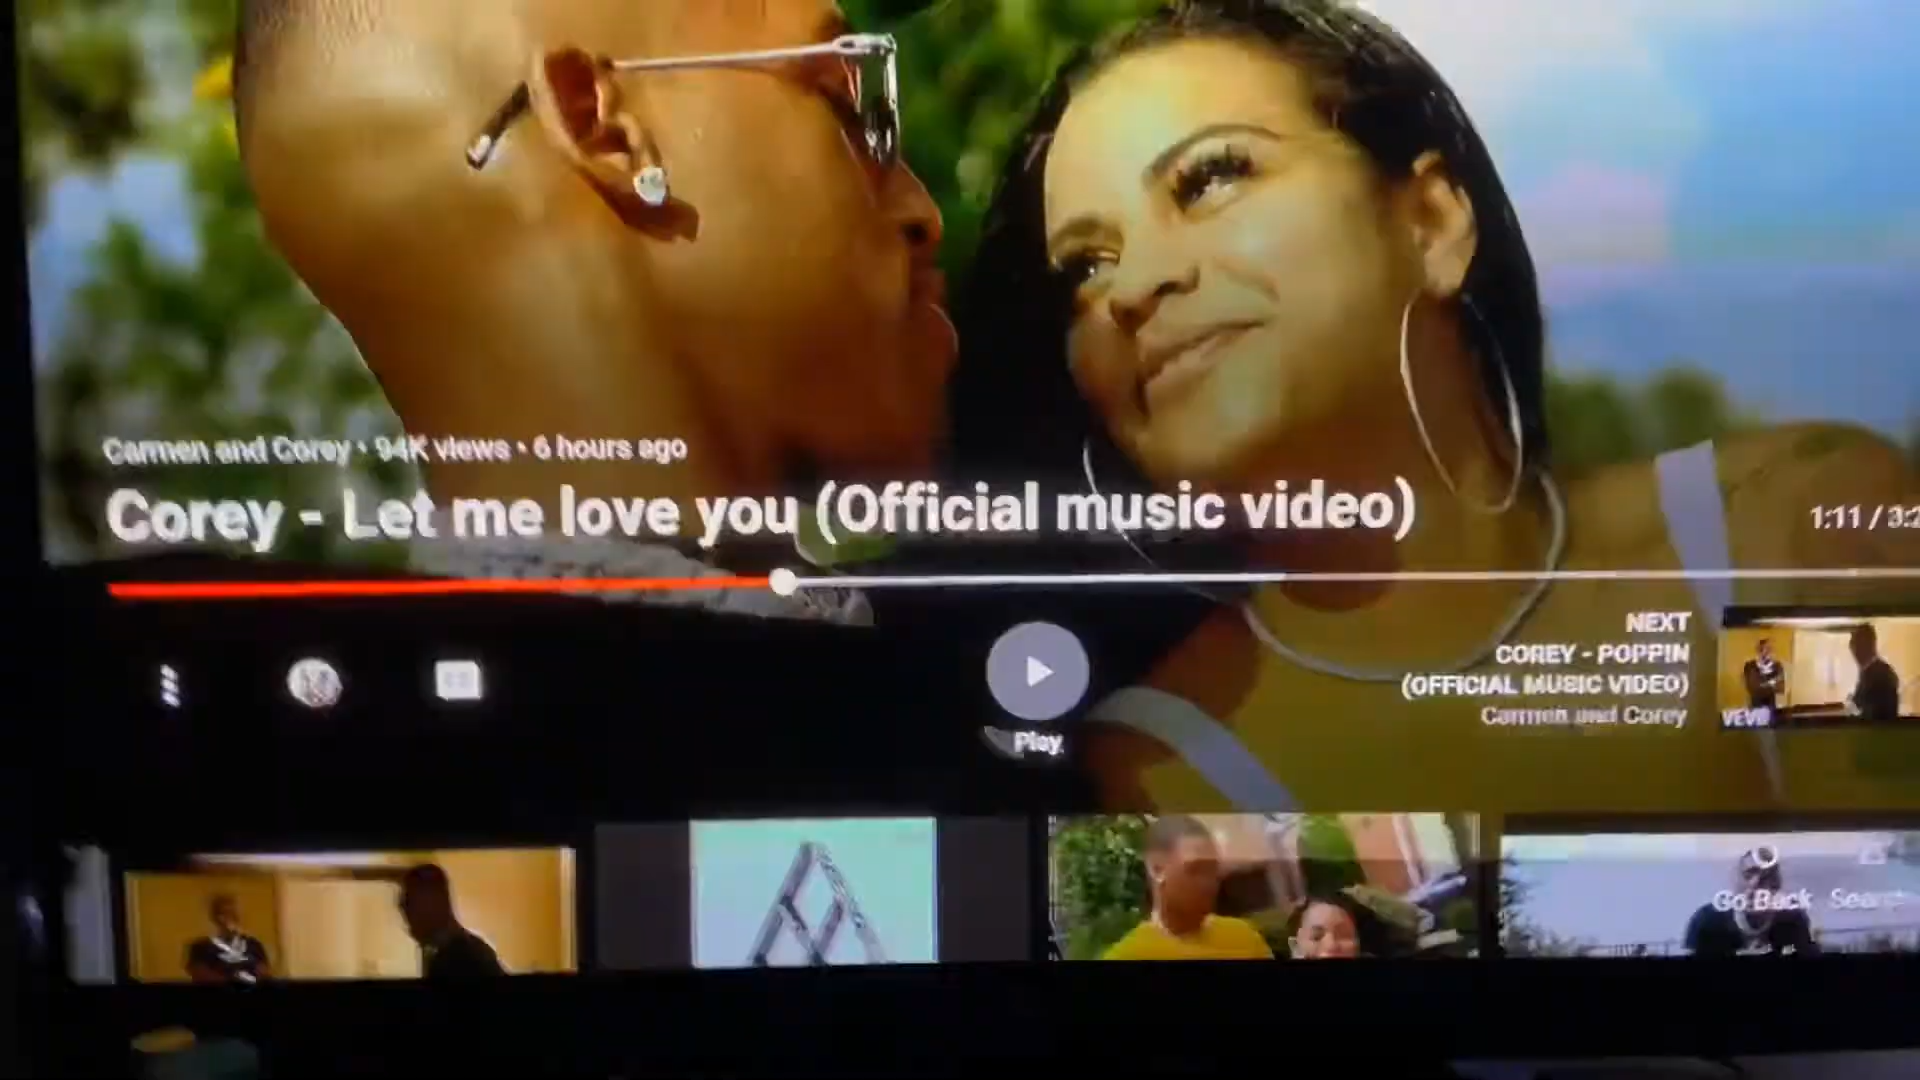 Carmen and Corey • 94K views • 6 hours ago
Corey - Let me love you (Official music video)
1:11 / 3:2
NEXT
COREY - POPPIN
(OFFICIAL MUSIC VIDEO)
Carmen and Corey
VEVO
Play
Go Back Search